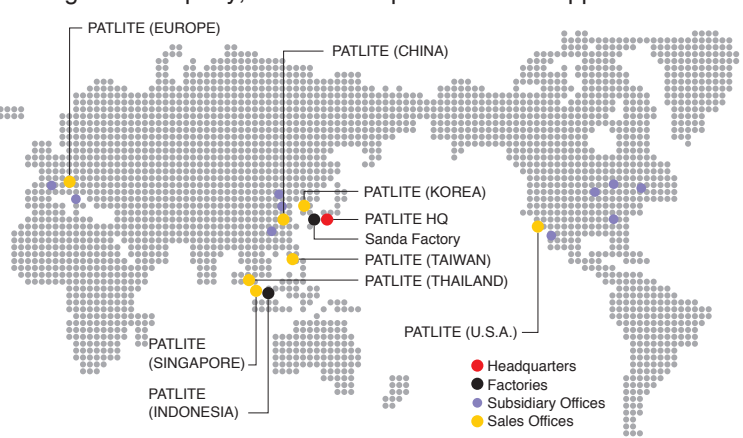 PATLITE (EUROPE)
PATLITE (CHINA)
PATLITE (KOREA)
PATLITE HQ
Sanda Factory
PATLITE (TAIWAN)
PATLITE (THAILAND)
PATLITE (U.S.A.)
PATLITE
(SINGAPORE)
PATLITE
(INDONESIA)
Headquarters
Factories
Subsidiary Offices
Sales Offices